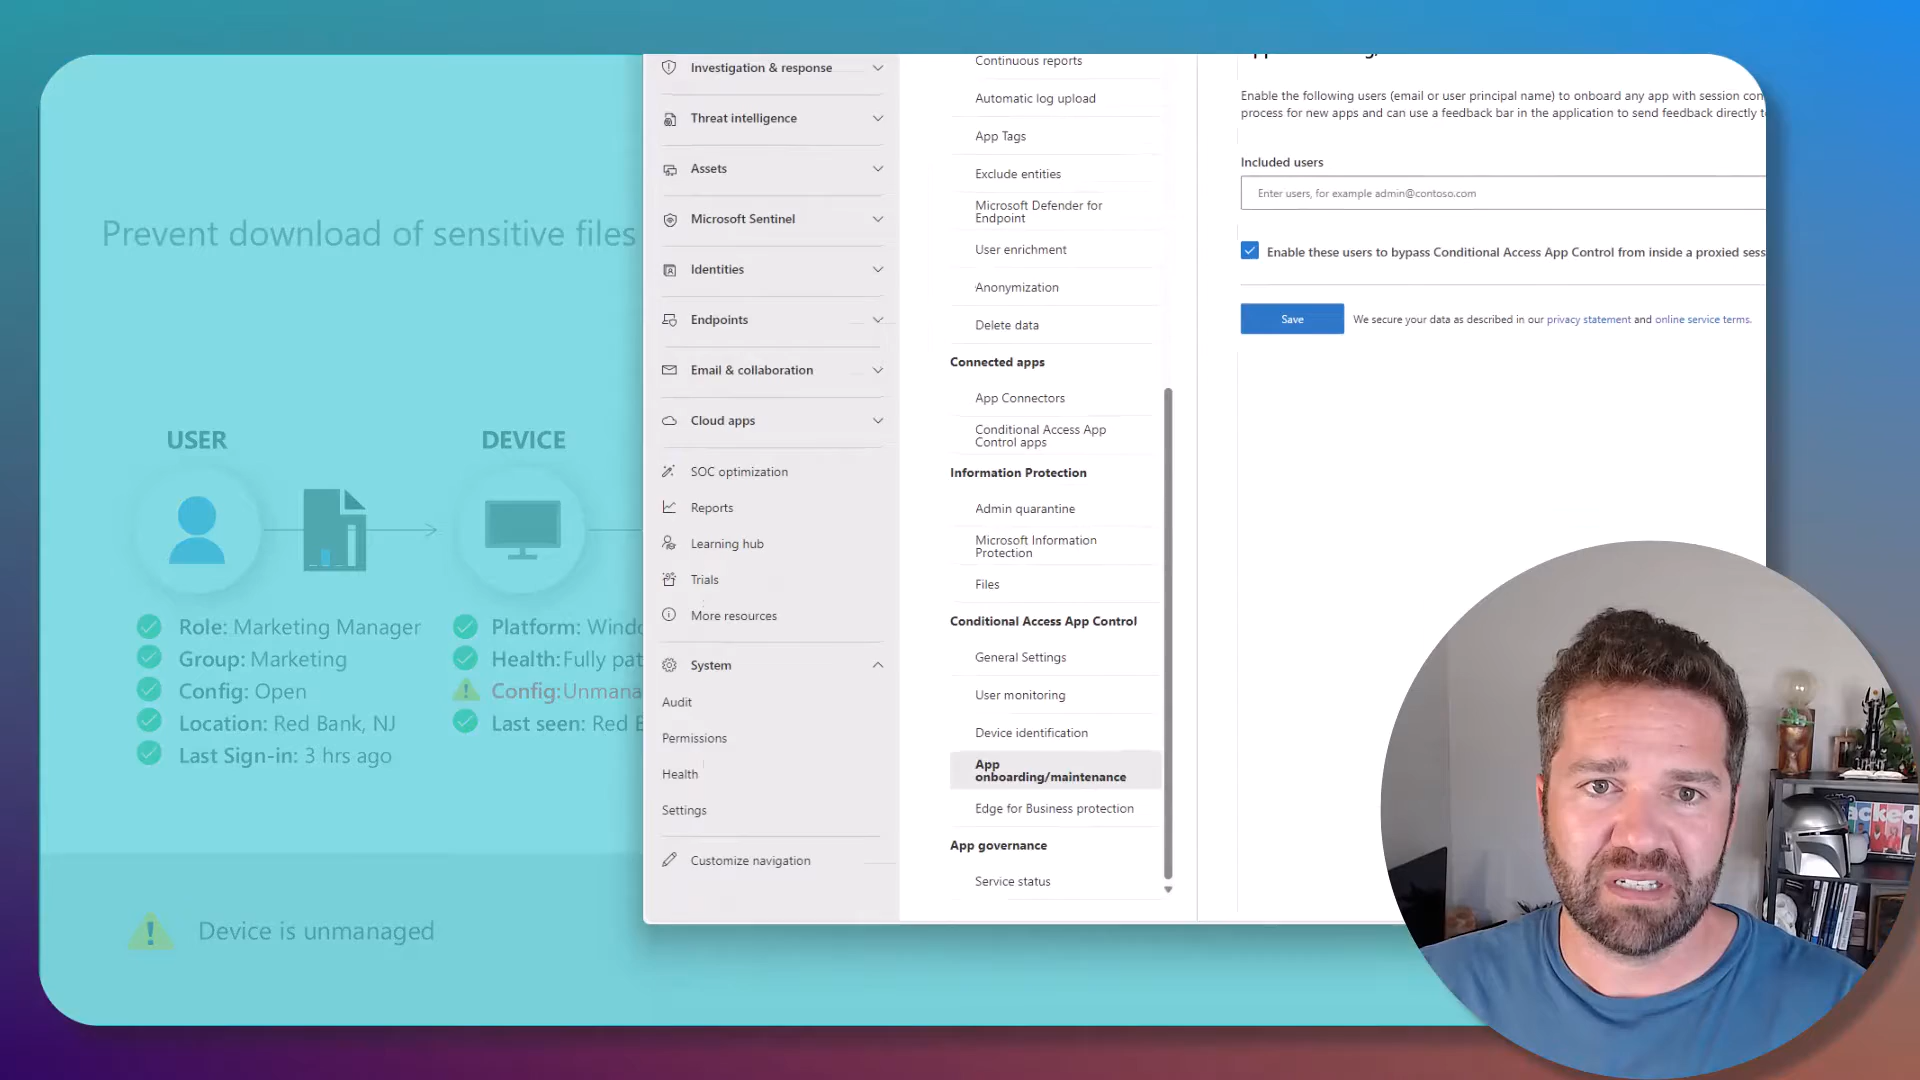 Prevent download of sensitive files
USER
DEVICE
Role: Marketing Manager
Group: Marketing
Config: Open
Location: Red Bank, NJ
Last Sign-in: 3 hrs ago
Platform:
Health:Fully
Config:
Last seen: Red
Device is unmanaged
Investigation & response
Threat intelligence
Assets
Microsoft Sentinel
Identities
Endpoints
Email & collaboration
Cloud apps
SOC optimization
Reports
Learning hub
Trials
More resources
System
Audit
Permissions
Health
Settings
Customize navigation
Continuous reports
Automatic log upload
App Tags
Exclude entities
Microsoft Defender for
Endpoint
User enrichment
Anonymization
Delete data
Connected apps
App Connectors
Conditional Access App
Control apps
Information Protection
Admin quarantine
Microsoft Information
Protection
Files
Conditional Access App Control
General Settings
User monitoring
Device identification
App
onboarding/maintenance
Edge for Business protection
App governance
Service status
Enable the following users (email or user principal name) to onboard any app with session
process for new apps and can use a feedback bar in the application to send feedback directly
Included users
Enter users, for example admin@contoso.com
Enable these users to bypass Conditional Access App Control from inside a proxied
Save
We secure your data as described in our privacy statement and online service terms.